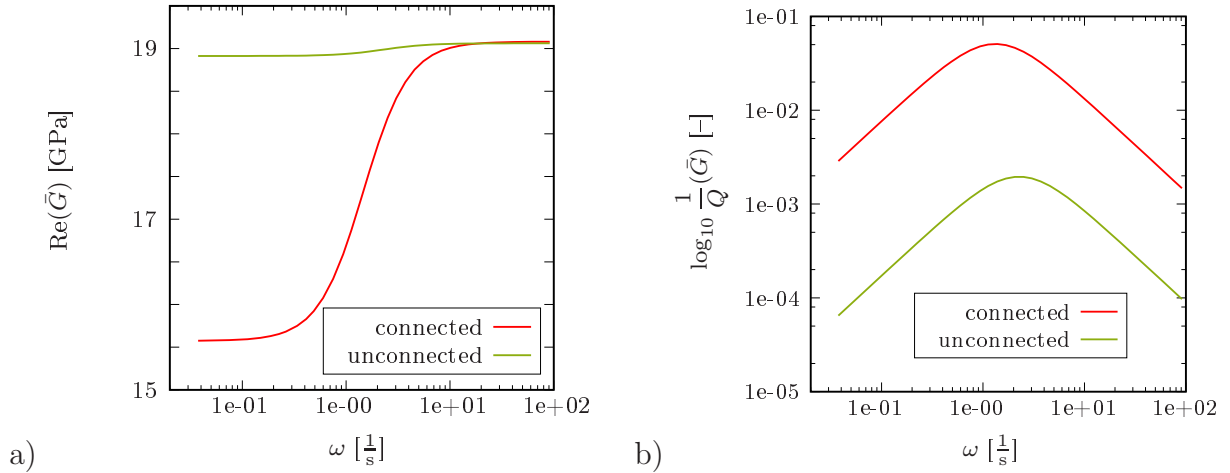 19
17
15
Re(Ḡ) [GPa]
connected
unconnected
1e-01 1e-00 1e+01 1e+02
ω [1/s]
a)
1e-01
1e-02
1e-03
1e-04
1e-05
log₁₀ 1/Q (Ḡ) [–]
connected
unconnected
1e-01 1e-00 1e+01 1e+02
ω [1/s]
b)